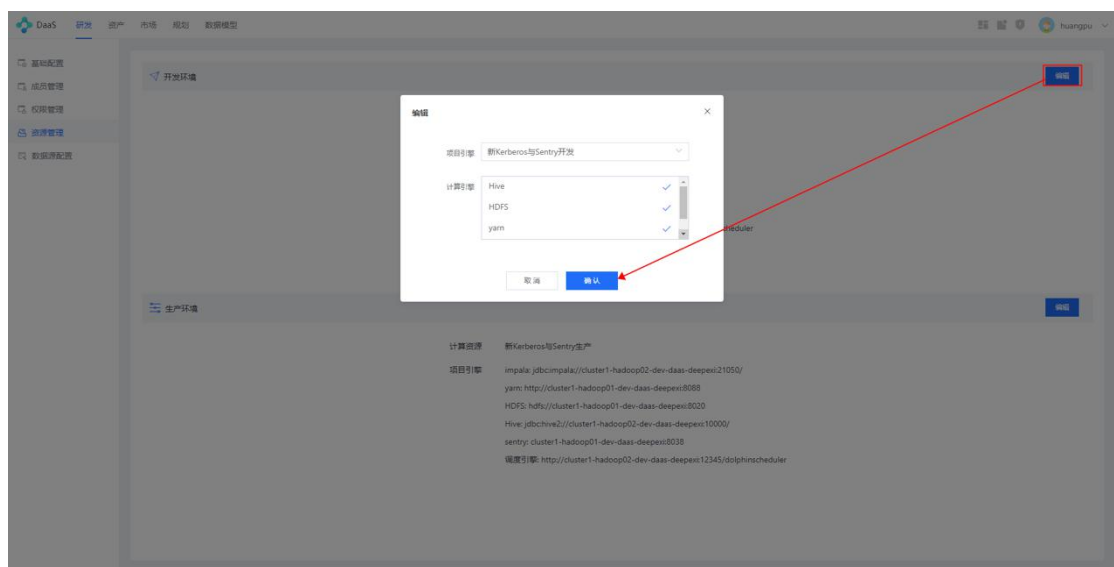 DaaS 研发 资产 市场 规划 数据模型 huangpu
基础配置
成员管理
权限管理
资源管理
数据源配置
开发环境 编辑
编辑
项目引擎 新Kerberos与Sentry开发
计算引擎 Hive
HDFS
yarn
heduler
取消 确认
生产环境 编辑
计算资源 新Kerberos与Sentry生产
项目引擎 impala: jdbc:impala://cluster1-hadoop02-dev-daas-deepexi:21050/
yarn: http://cluster1-hadoop01-dev-daas-deepexi:8088
HDFS: hdfs://cluster1-hadoop01-dev-daas-deepexi:8020
Hive: jdbc:hive2://cluster1-hadoop02-dev-daas-deepexi:10000/
sentry: cluster1-hadoop01-dev-daas-deepexi:8038
调度引擎: http://cluster1-hadoop02-dev-daas-deepexi:12345/dolphinscheduler